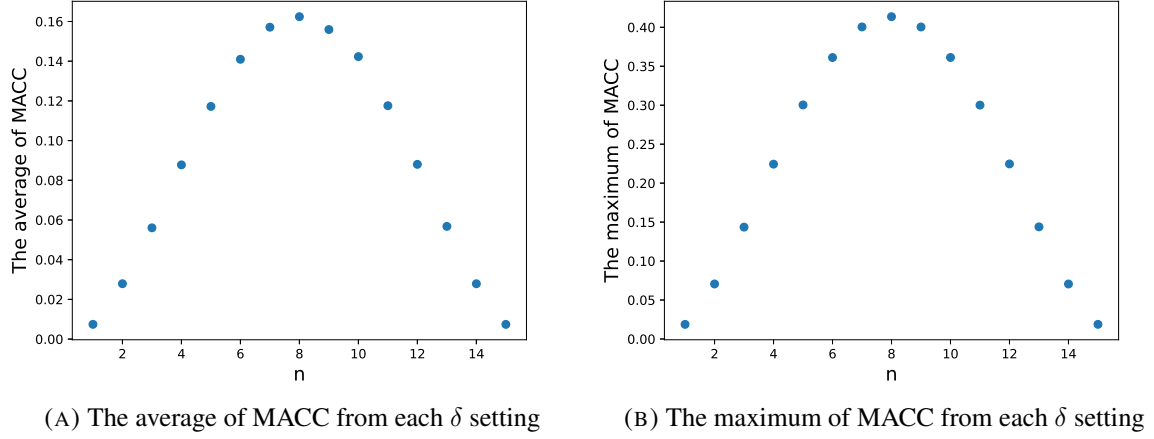 The average of MACC
0.16
0.14
0.12
0.10
0.08
0.06
0.04
0.02
0.00
2 4 6 8 10 12 14
n
(A) The average of MACC from each δ setting
The maximum of MACC
0.40
0.35
0.30
0.25
0.20
0.15
0.10
0.05
0.00
2 4 6 8 10 12 14
n
(B) The maximum of MACC from each δ setting